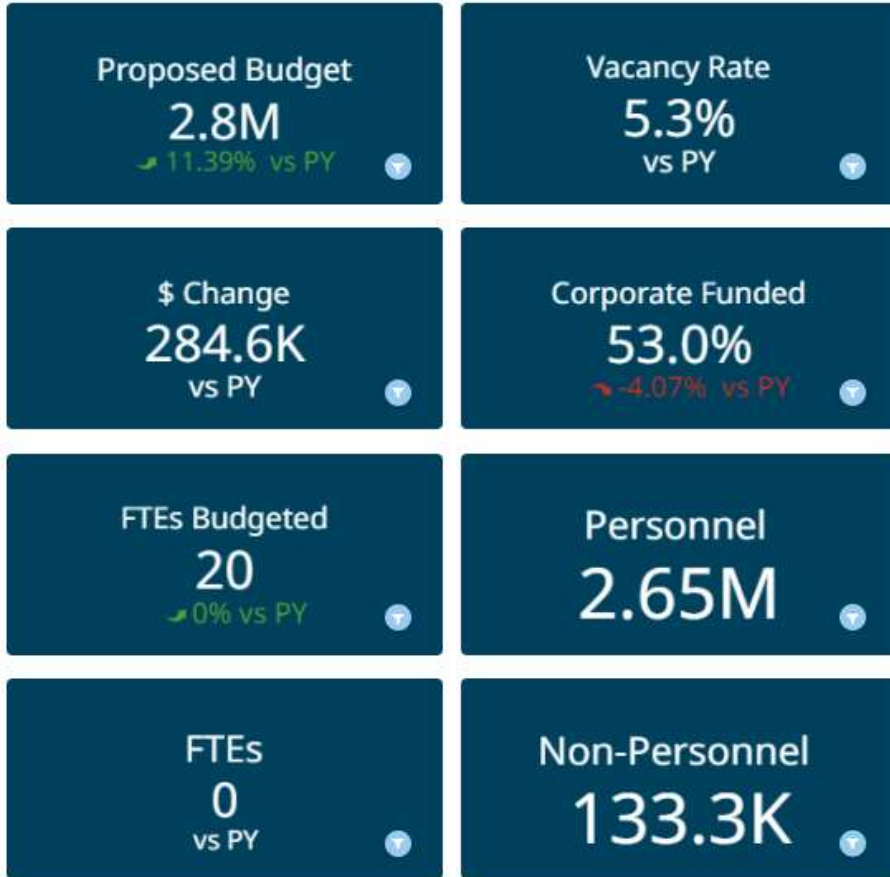 Proposed Budget
2.8M
11.39% vs PY
Vacancy Rate
5.3%
vs PY
$ Change
284.6K
vs PY
Corporate Funded
53.0%
-4.07% vs PY
FTEs Budgeted
20
0% vs PY
Personnel
2.65M
FTEs
0
vs PY
Non-Personnel
133.3K